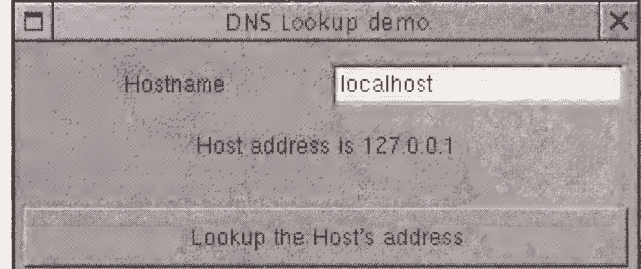 DNS Lookup demo
Hostname localhost
Host address is 127.0.0.1
Lookup the Host's address